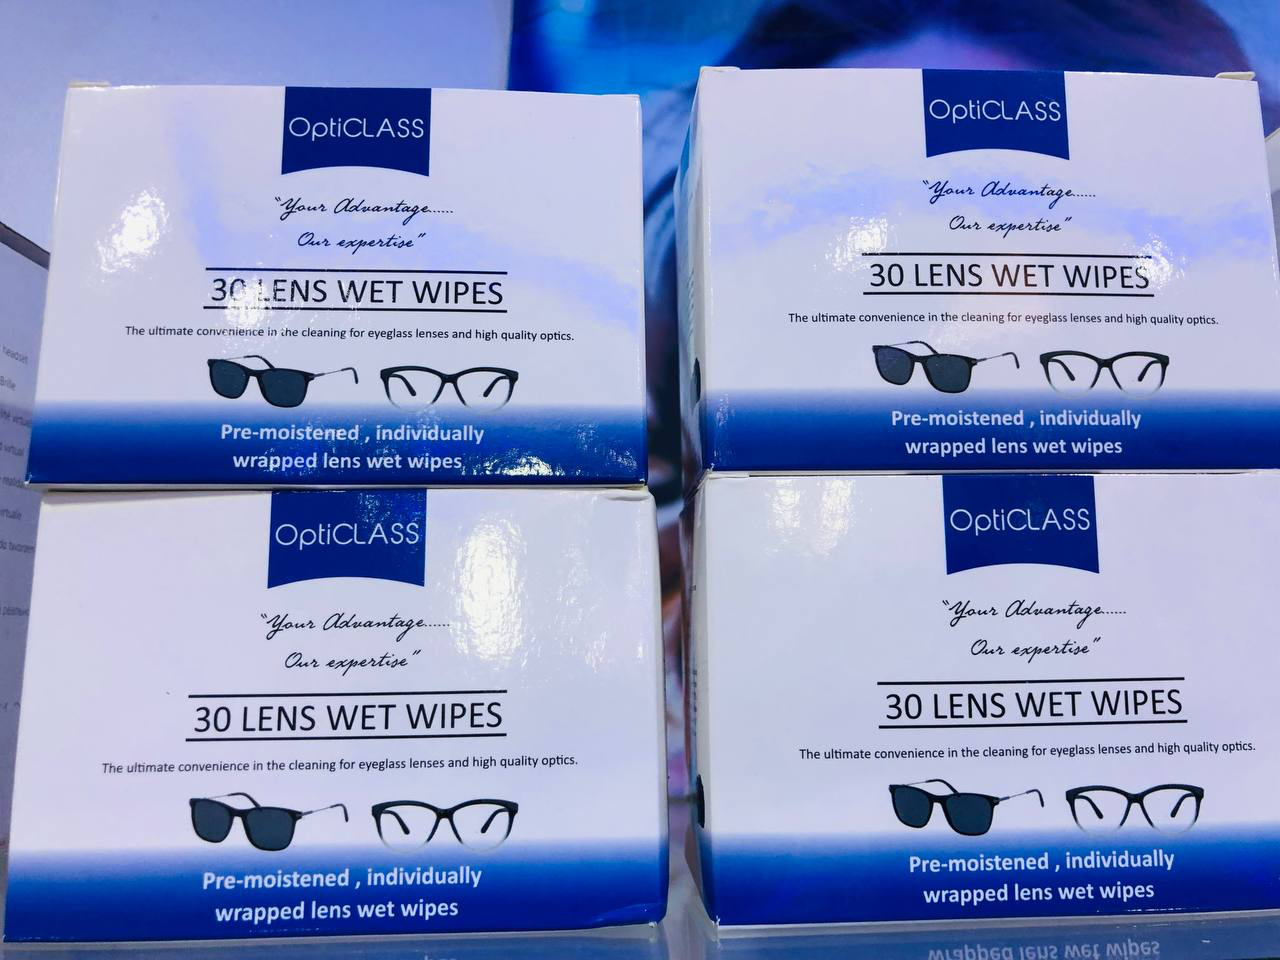 OptiCLASS
"Your Advantage......
Our expertise"
30 LENS WET WIPES
The ultimate convenience in the cleaning for eyeglass lenses and high quality optics.
Pre-moistened , individually
wrapped lens wet wipes
OptiCLASS
"Your Advantage......
Our expertise"
30 LENS WET WIPES
The ultimate convenience in the cleaning for eyeglass lenses and high quality optics.
Pre-moistened , individually
wrapped lens wet wipes
OptiCLASS
"Your Advantage......
Our expertise"
30 LENS WET WIPES
The ultimate convenience in the cleaning for eyeglass lenses and high quality optics.
Pre-moistened , individually
wrapped lens wet wipes
OptiCLASS
"Your Advantage......
Our expertise"
30 LENS WET WIPES
The ultimate convenience in the cleaning for eyeglass lenses and high quality optics.
Pre-moistened , individually
wrapped lens wet wipes
headset
Brille
virtual